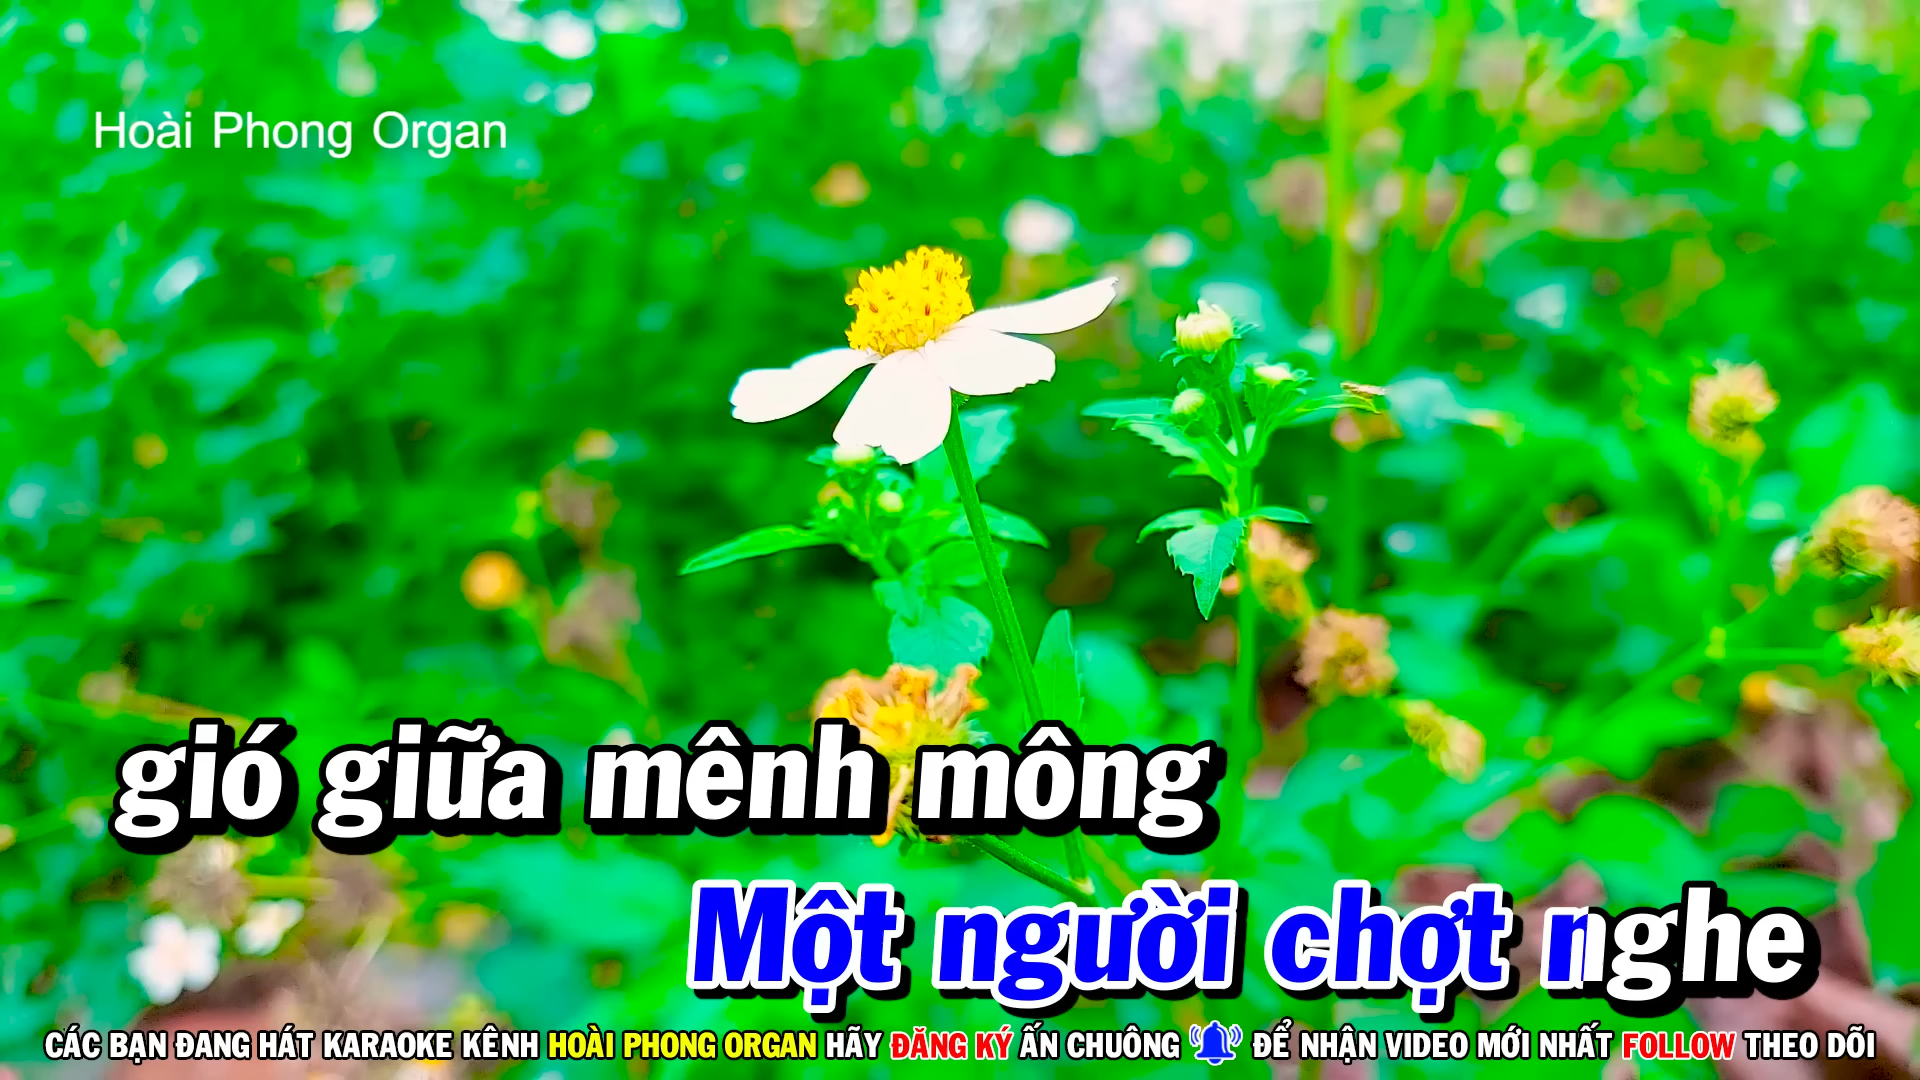 Hoài Phong Organ
gió giữa mênh mông
Một người chợt nghe
CÁC BẠN ĐANG HÁT KARAOKE KÊNH HOÀI PHONG ORGAN HÃY ĐĂNG KÝ ẤN CHUÔNG ĐỂ NHẬN VIDEO MỚI NHẤT FOLLOW THEO DÕI